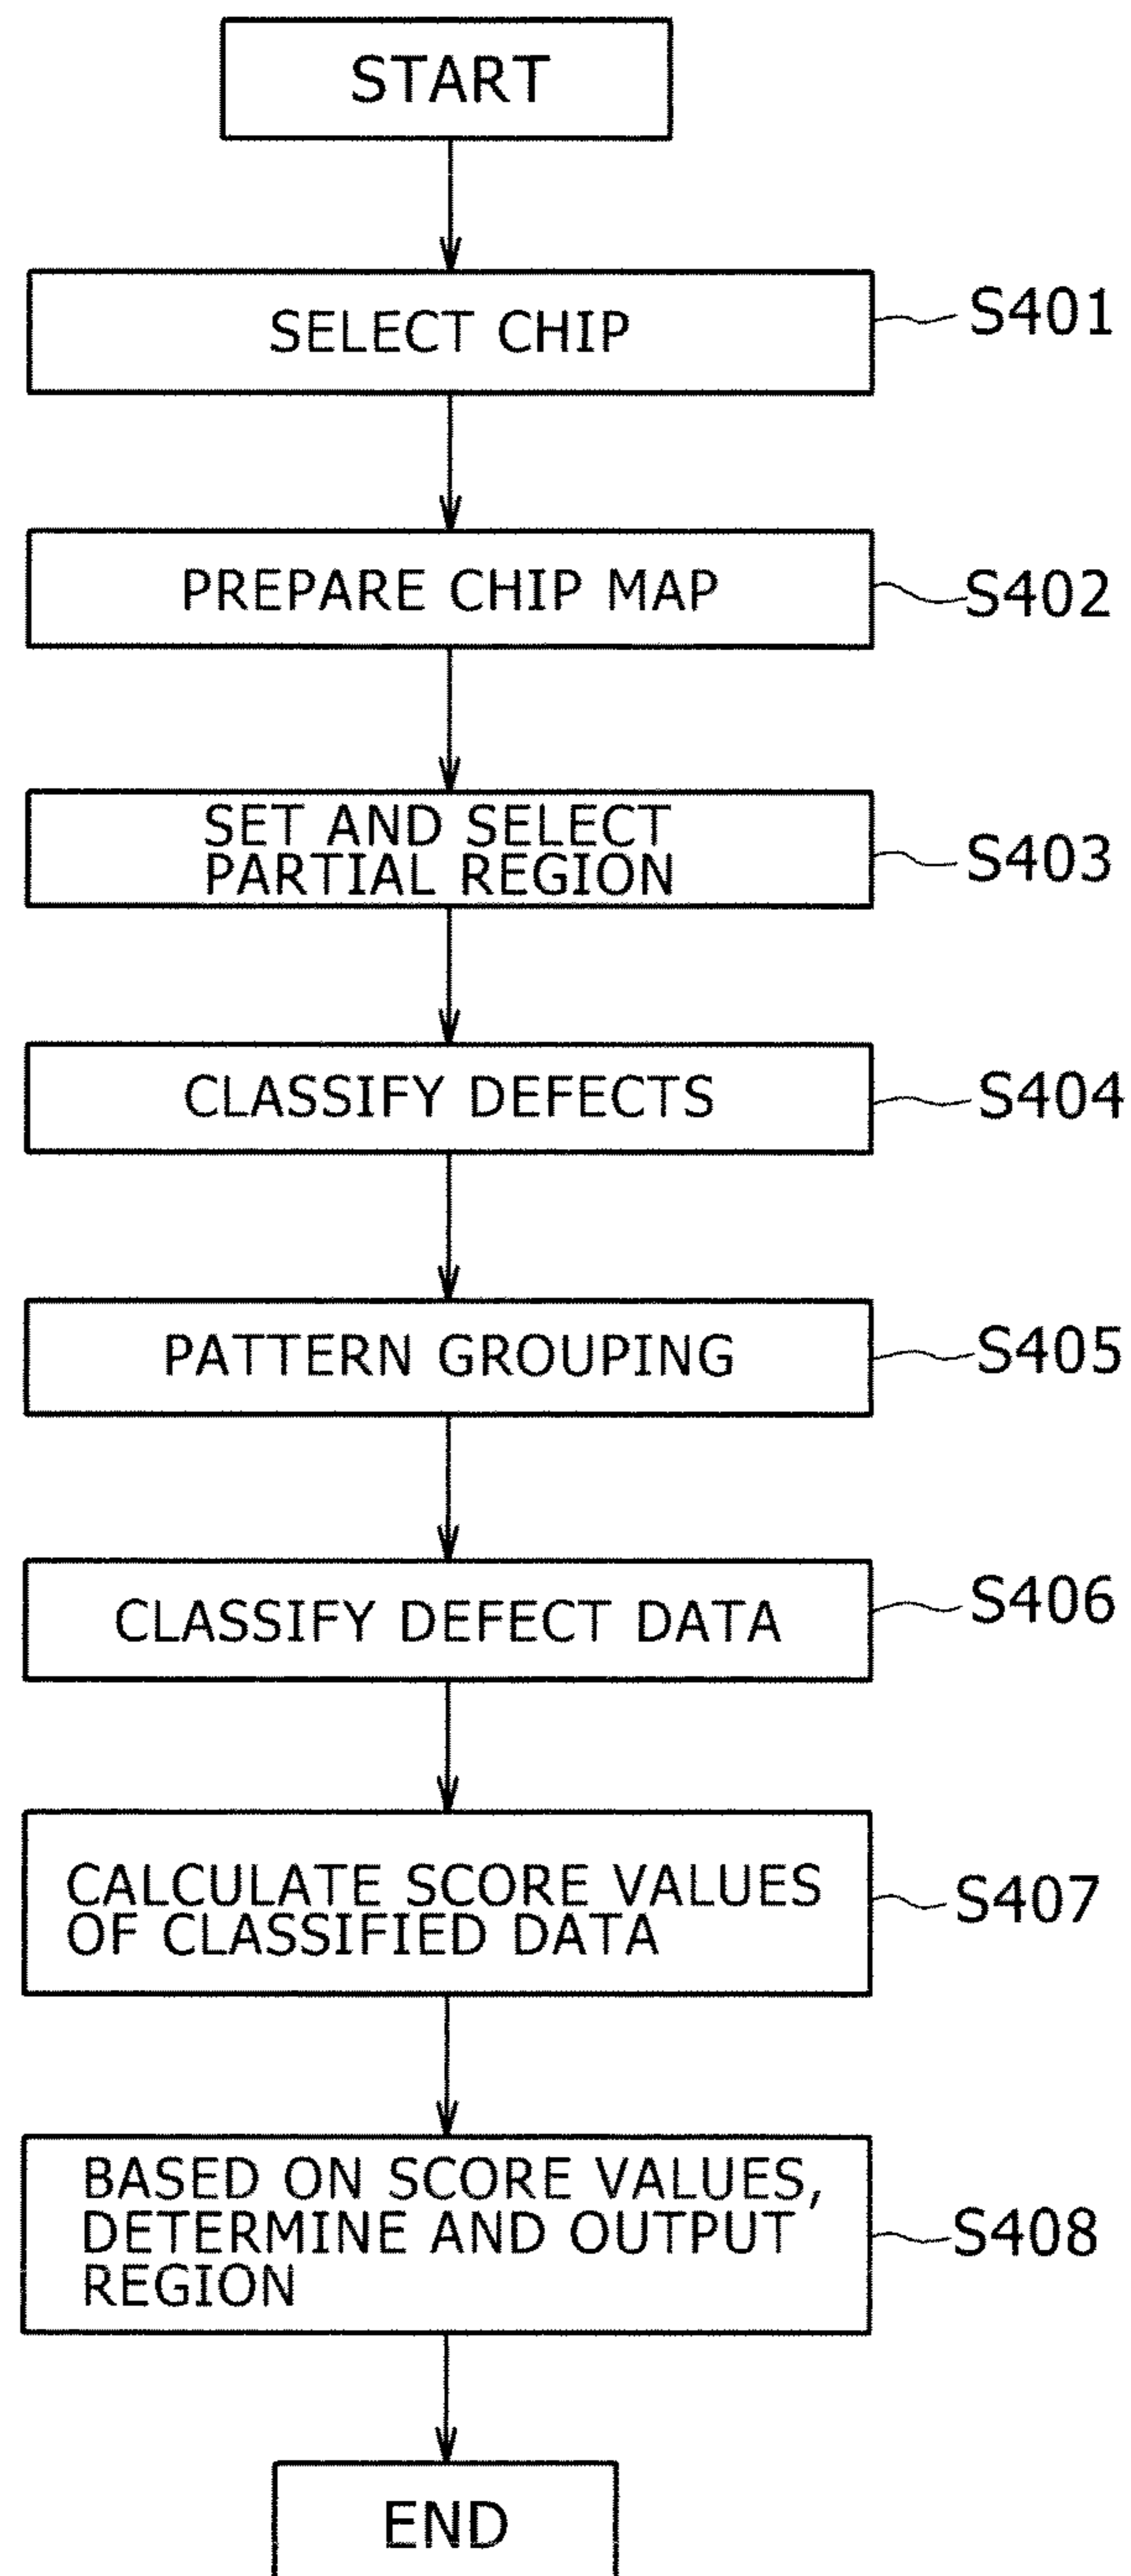 START
SELECT CHIP
S401
PREPARE CHIP MAP
S402
SET AND SELECT
PARTIAL REGION
S403
CLASSIFY DEFECTS
S404
PATTERN GROUPING
S405
CLASSIFY DEFECT DATA
S406
CALCULATE SCORE VALUES
OF CLASSIFIED DATA
S407
BASED ON SCORE VALUES,
DETERMINE AND OUTPUT
REGION
S408
END